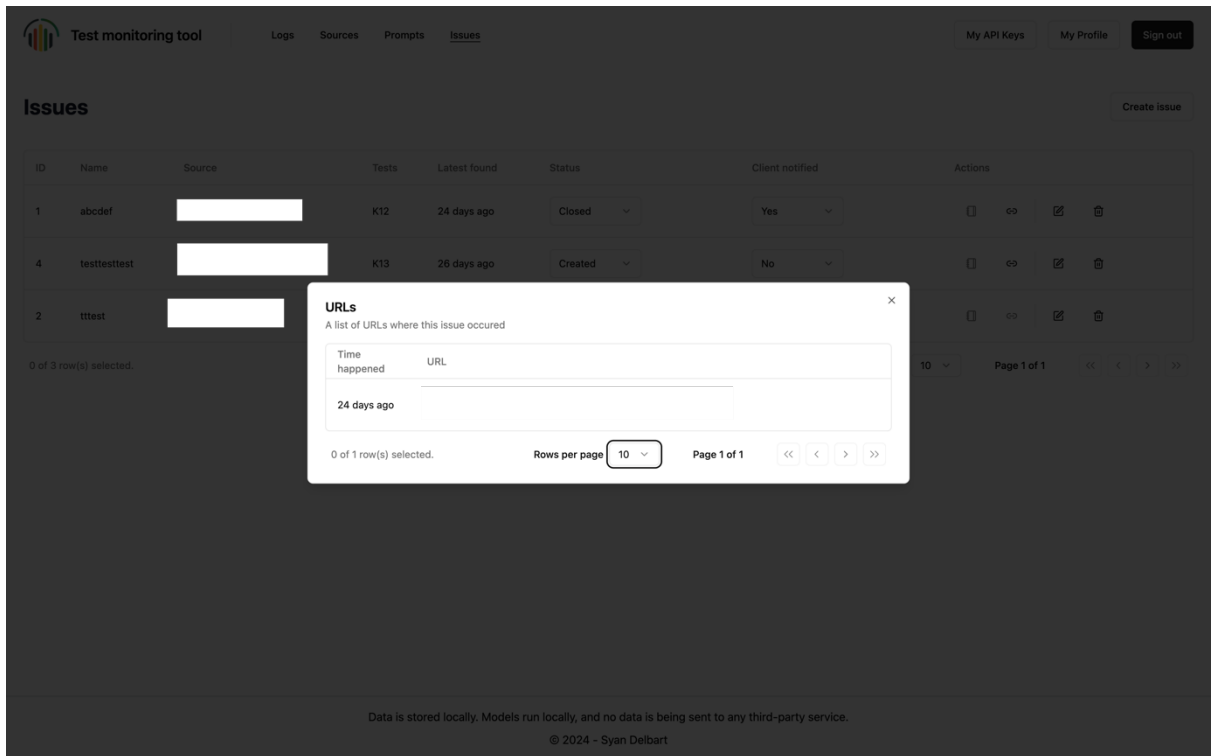 Test monitoring tool Logs Sources Prompts Issues My API Keys My Profile Sign out
Issues Create issue
ID Name Source Tests Latest found Status Client notified Actions
1 abcdef K12 24 days ago Closed Yes
4 testtesttest K13 26 days ago Created No
2 tttest
0 of 3 row(s) selected. 10 Page 1 of 1
URLs
A list of URLs where this issue occured
Time happened URL
24 days ago
0 of 1 row(s) selected. Rows per page 10 Page 1 of 1
Data is stored locally. Models run locally, and no data is being sent to any third-party service.
© 2024 - Syan Delbart